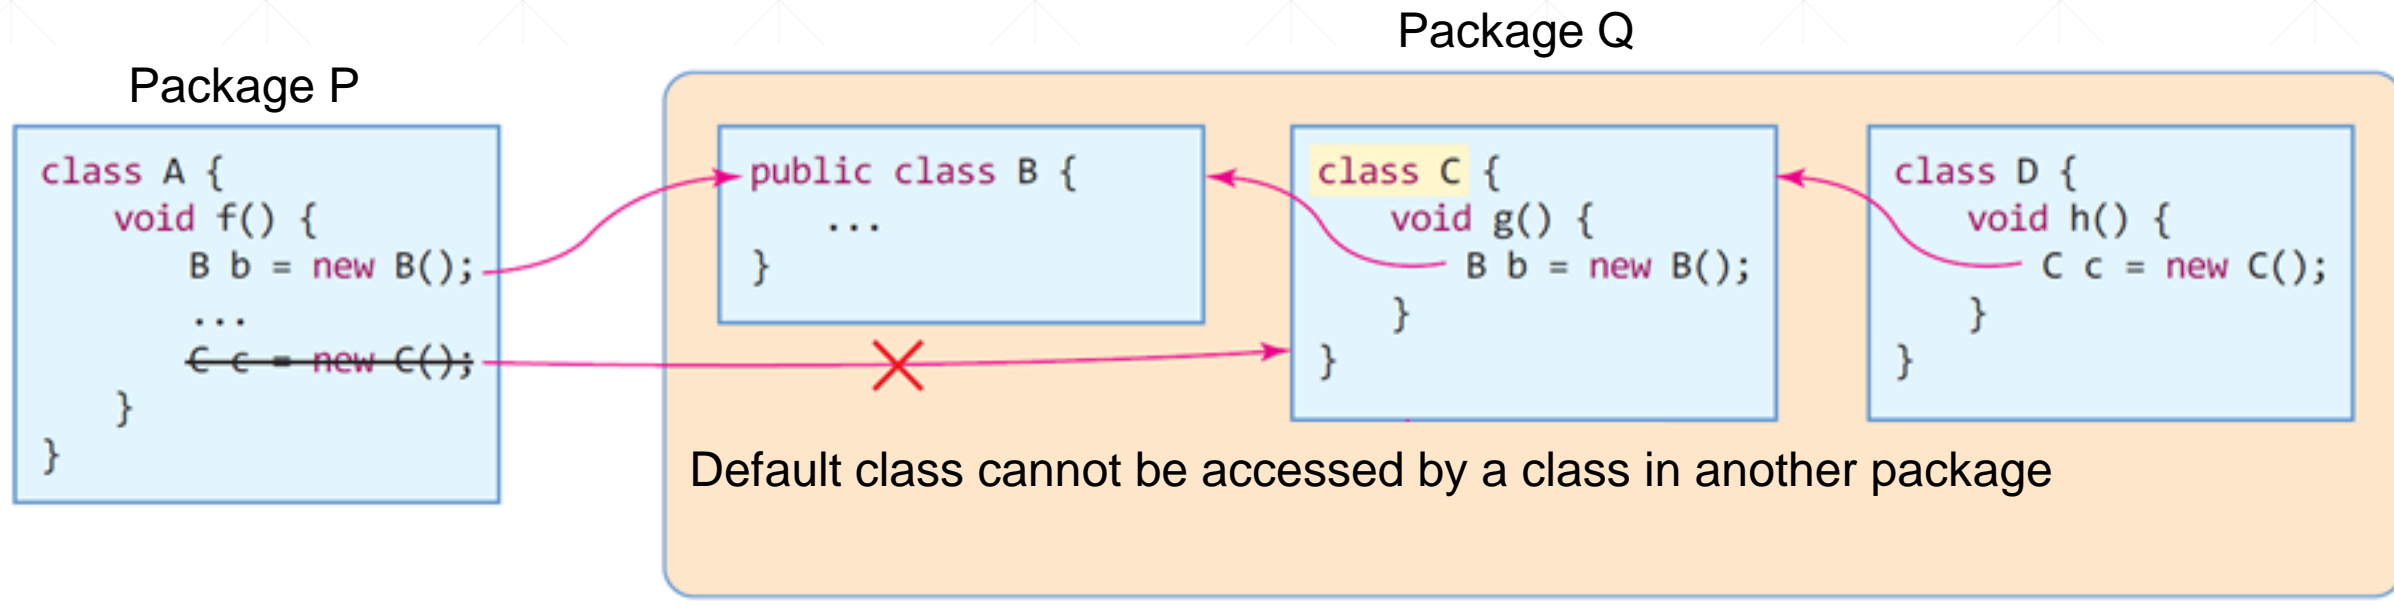 Package Q
Package P
class A {
void f() {
B b = new B();
...
C c = new C();
}
}
public class B {
...
}
class C {
void g() {
B b = new B();
}
}
class D {
void h() {
C c = new C();
}
}
Default class cannot be accessed by a class in another package